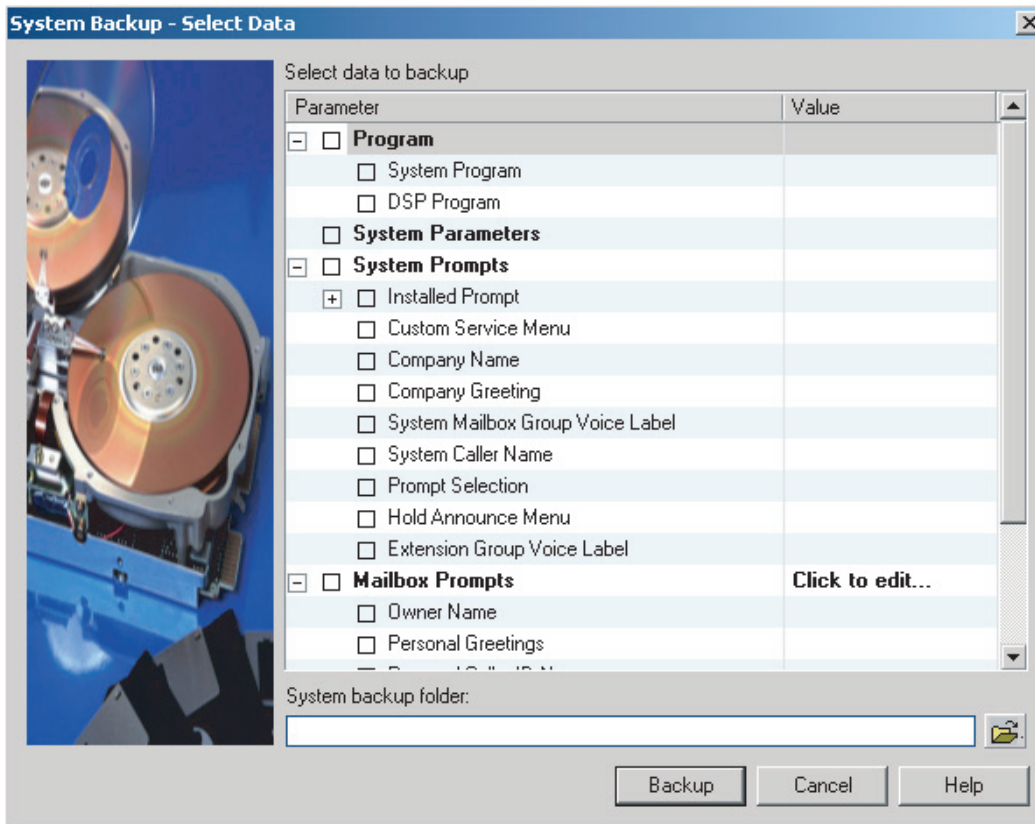 System Backup - Select Data
Select data to backup
Parameter Value
Program
System Program
DSP Program
System Parameters
System Prompts
Installed Prompt
Custom Service Menu
Company Name
Company Greeting
System Mailbox Group Voice Label
System Caller Name
Prompt Selection
Hold Announce Menu
Extension Group Voice Label
Mailbox Prompts Click to edit...
Owner Name
Personal Greetings
System backup folder:
Backup Cancel Help